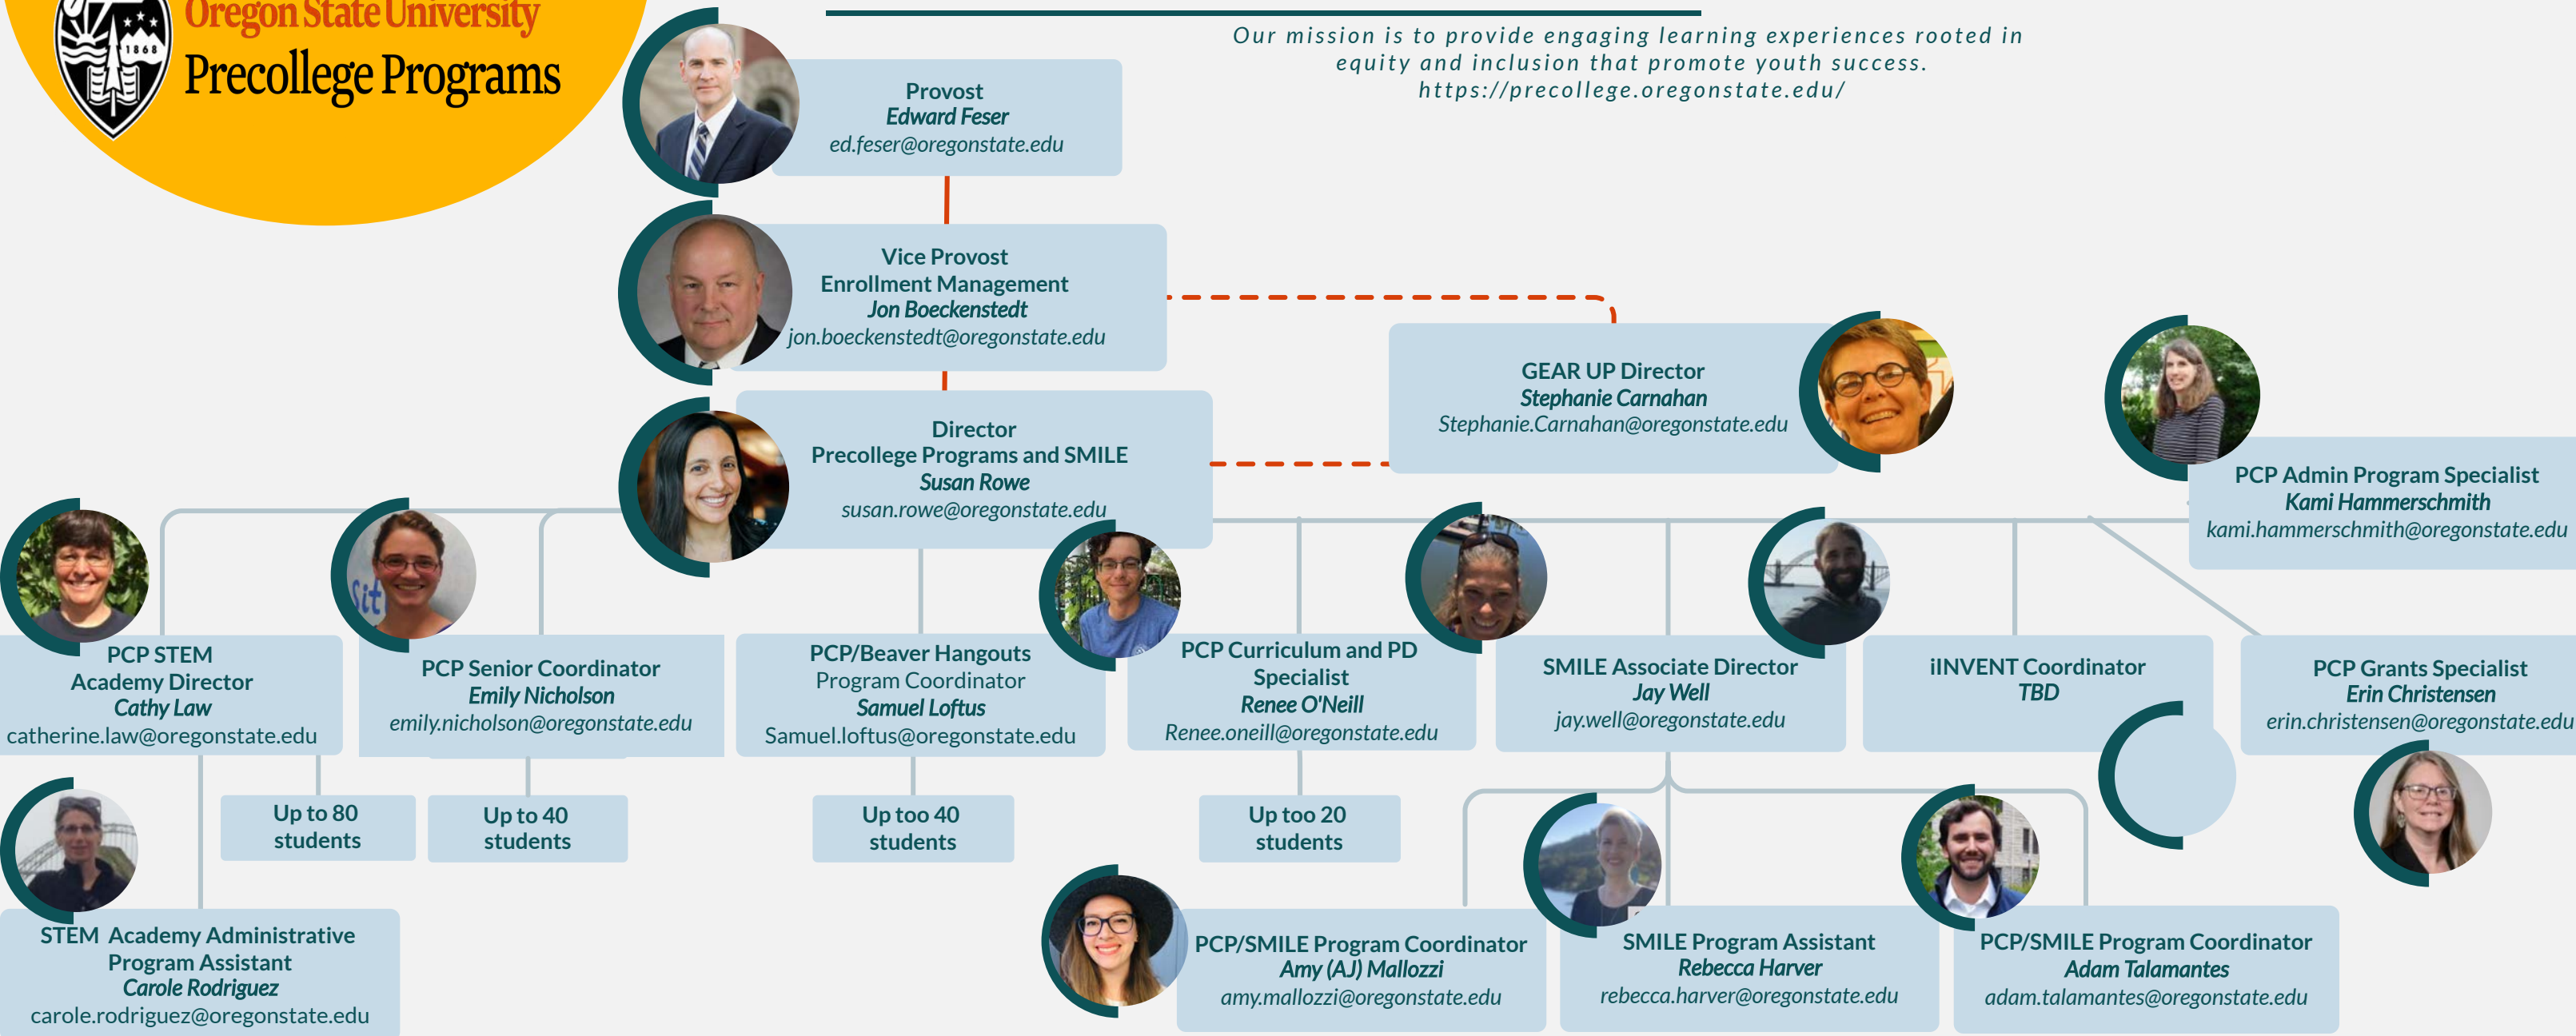 Oregon State University
Precollege Programs
1868
Our mission is to provide engaging learning experiences rooted in
equity and inclusion that promote youth success.
https://precollege.oregonstate.edu/
Provost
Edward Feser
ed.feser@oregonstate.edu
Vice Provost
Enrollment Management
Jon Boeckenstedt
jon.boeckenstedt@oregonstate.edu
GEAR UP Director
Stephanie Carnahan
Stephanie.Carnahan@oregonstate.edu
Director
Precollege Programs and SMILE
Susan Rowe
susan.rowe@oregonstate.edu
PCP Admin Program Specialist
Kami Hammerschmith
kami.hammerschmith@oregonstate.edu
PCP STEM
Academy Director
Cathy Law
catherine.law@oregonstate.edu
PCP Senior Coordinator
Emily Nicholson
emily.nicholson@oregonstate.edu
PCP/Beaver Hangouts
Program Coordinator
Samuel Loftus
Samuel.loftus@oregonstate.edu
PCP Curriculum and PD
Specialist
Renee O'Neill
Renee.oneill@oregonstate.edu
SMILE Associate Director
Jay Well
jay.well@oregonstate.edu
iINVENT Coordinator
TBD
PCP Grants Specialist
Erin Christensen
erin.christensen@oregonstate.edu
Up to 80
students
Up to 40
students
Up too 40
students
Up too 20
students
STEM  Academy Administrative
Program Assistant
Carole Rodriguez
carole.rodriguez@oregonstate.edu
PCP/SMILE Program Coordinator
Amy (AJ) Mallozzi
amy.mallozzi@oregonstate.edu
SMILE Program Assistant
Rebecca Harver
rebecca.harver@oregonstate.edu
PCP/SMILE Program Coordinator
Adam Talamantes
adam.talamantes@oregonstate.edu